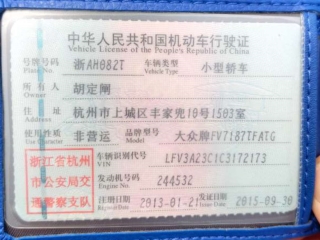 中华人民共和国机动车行驶证
Vehicle License of the People's Republic of China
号牌号码 浙AH082T 车辆类型 小型轿车
Plate No. Vehicle Type
所有人 胡定闸
Owner
住址 杭州市上城区丰家兜10号1503室
Address
使用性质 非营运 品牌型号 大众牌FV7187TFATG
浙江省杭州市公安局交通警察支队
车辆识别代号 LFV3A23C1C3172173
VIN
发动机号码 244532
Engine No.
注册日期 2013-01-21 发证日期 2015-09-30